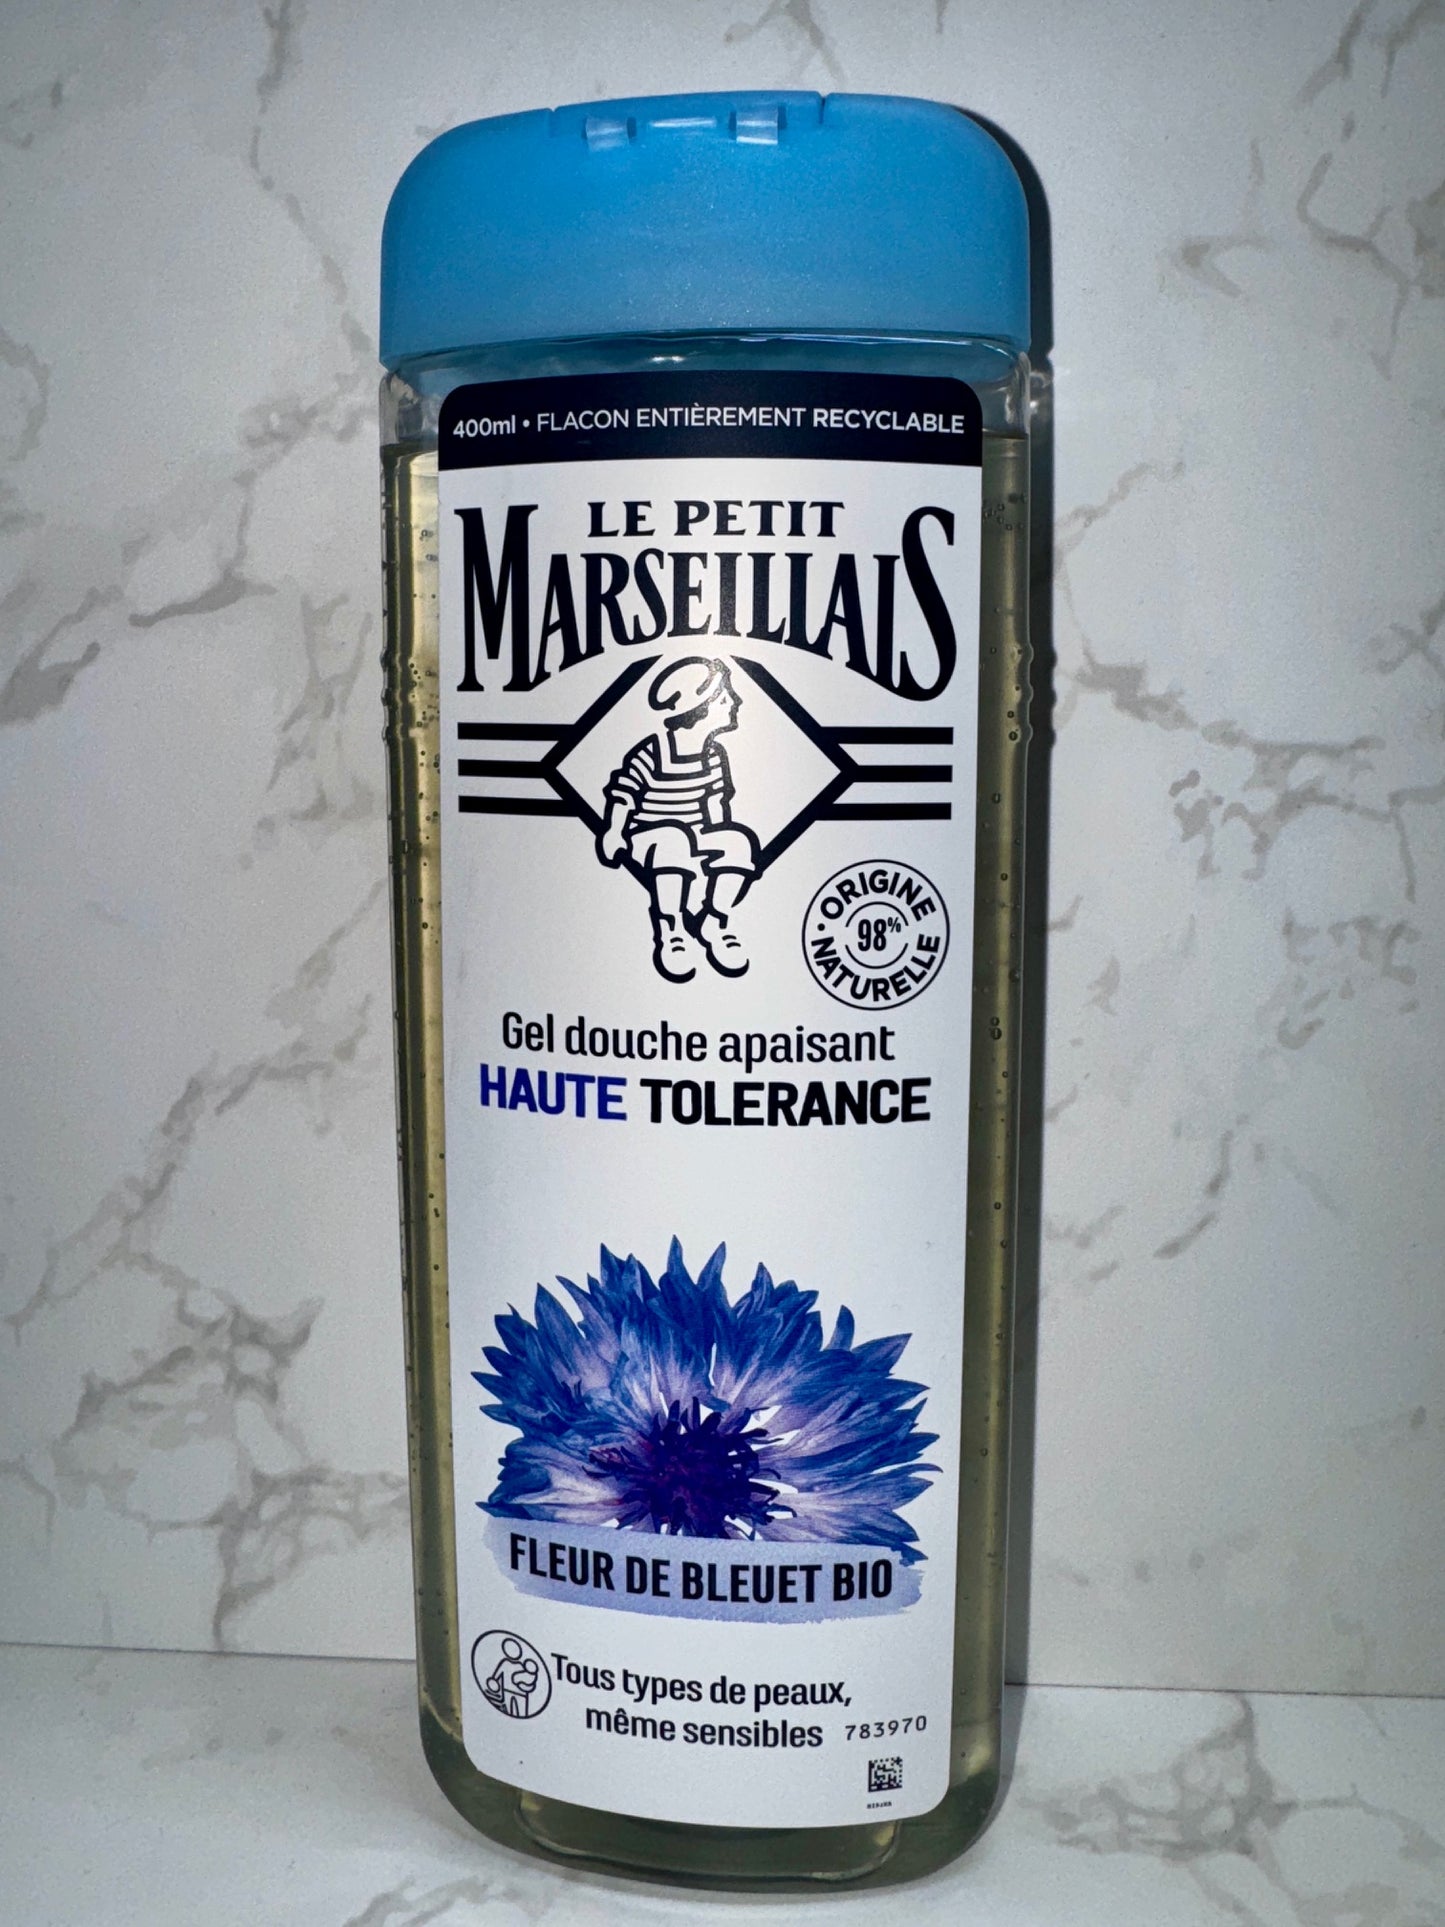 400ml • FLACON ENTIÈREMENT RECYCLABLE
LE PETIT
MARSEILLAIS
ORIGINE
98%
NATURELLE
Gel douche apaisant
HAUTE TOLERANCE
FLEUR DE BLEUET BIO
Tous types de peaux,
même sensibles
783970